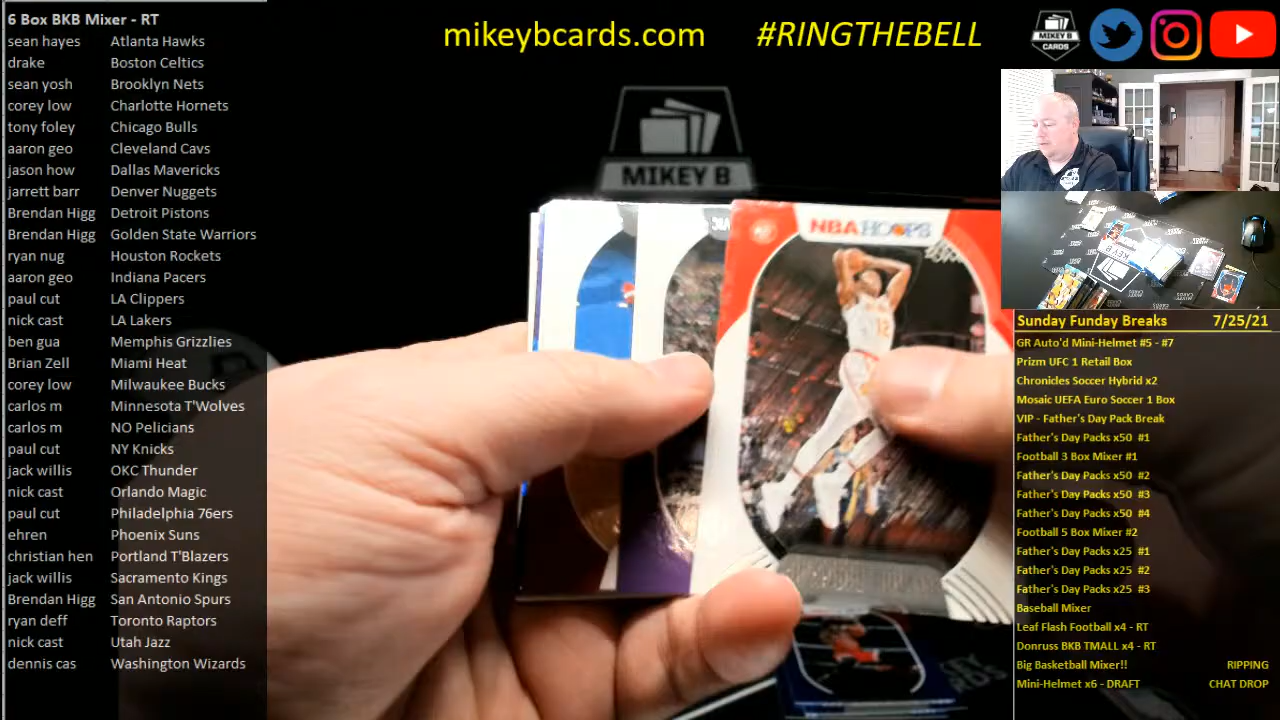 6 Box BKB Mixer - RT
sean hayes Atlanta Hawks
drake Boston Celtics
sean yosh Brooklyn Nets
corey low Charlotte Hornets
tony foley Chicago Bulls
aaron geo Cleveland Cavs
jason how Dallas Mavericks
jarrett barr Denver Nuggets
Brendan Higg Detroit Pistons
Brendan Higg Golden State Warriors
ryan nug Houston Rockets
aaron geo Indiana Pacers
paul cut LA Clippers
nick cast LA Lakers
ben gua Memphis Grizzlies
Brian Zell Miami Heat
corey low Milwaukee Bucks
carlos m Minnesota T'Wolves
carlos m NO Pelicians
paul cut NY Knicks
jack willis OKC Thunder
nick cast Orlando Magic
paul cut Philadelphia 76ers
ehren Phoenix Suns
christian hen Portland T'Blazers
jack willis Sacramento Kings
Brendan Higg San Antonio Spurs
ryan deff Toronto Raptors
nick cast Utah Jazz
dennis cas Washington Wizards
mikeybcards.com #RINGTHEBELL
MIKEY B
CARDS
MIKEY B
NBA HOOPS
12
Sunday Funday Breaks 7/25/21
GR Auto'd Mini-Helmet #5 - #7
Prizm UFC 1 Retail Box
Chronicles Soccer Hybrid x2
Mosaic UEFA Euro Soccer 1 Box
VIP - Father's Day Pack Break
Father's Day Packs x50 #1
Football 3 Box Mixer #1
Father's Day Packs x50 #2
Father's Day Packs x50 #3
Father's Day Packs x50 #4
Football 5 Box Mixer #2
Father's Day Packs x25 #1
Father's Day Packs x25 #2
Father's Day Packs x25 #3
Baseball Mixer
Leaf Flash Football x4 - RT
Donruss BKB TMALL x4 - RT
Big Basketball Mixer!! RIPPING
Mini-Helmet x6 - DRAFT CHAT DROP